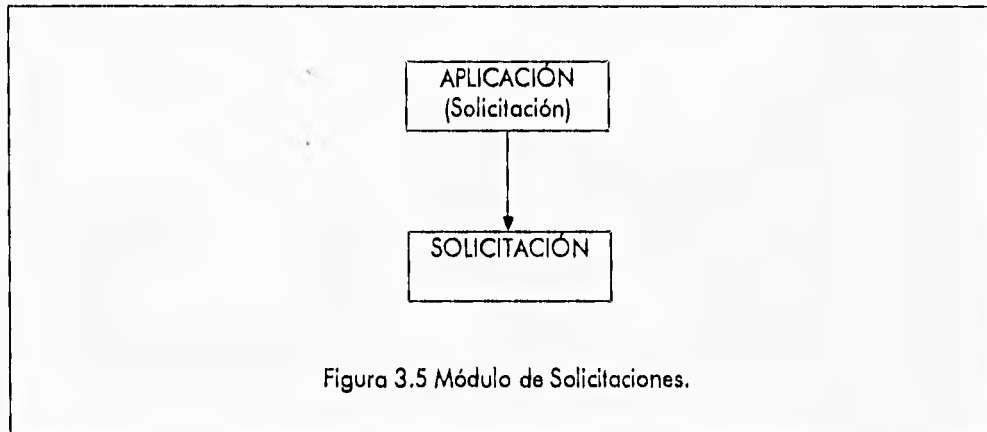 APLICACIÓN
(Solicitación)
SOLICITACIÓN
Figura 3.5 Módulo de Solicitaciones.